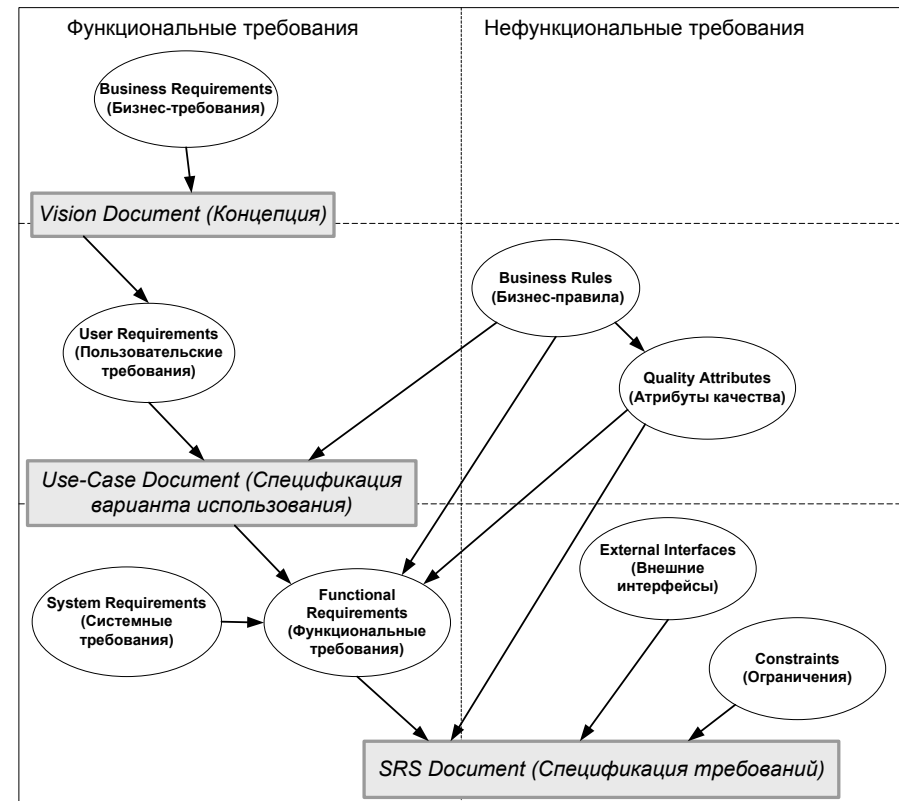 Функциональные требования
Нефункциональные требования
Business Requirements
(Бизнес-требования)
Vision Document (Концепция)
Business Rules
(Бизнес-правила)
User Requirements
(Пользовательские
требования)
Quality Attributes
(Атрибуты качества)
Use-Case Document (Спецификация
варианта использования)
External Interfaces
(Внешние
интерфейсы)
System Requirements
(Системные
требования)
Functional
Requirements
(Функциональные
требования)
Constraints
(Ограничения)
SRS Document (Спецификация требований)